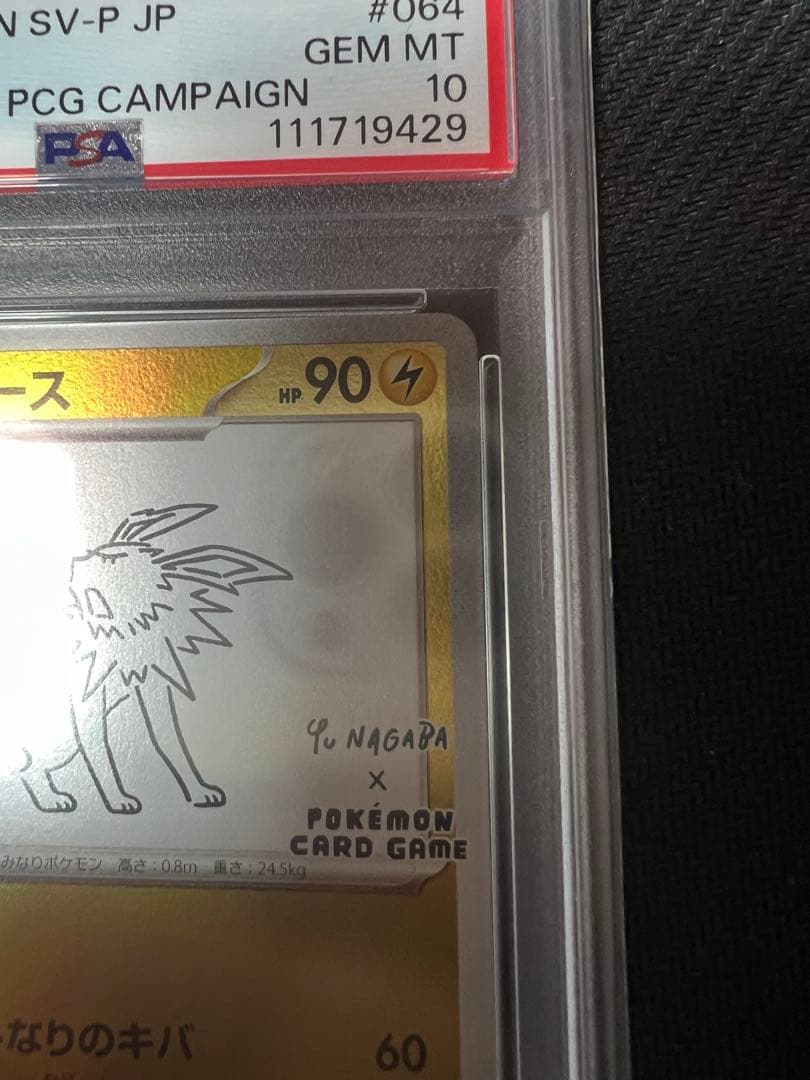 N SV-P JP #064
GEM MT
PCG CAMPAIGN 10
PSA 111719429
ース HP 90
Yu NAGABA
×
POKÉMON
CARD GAME
みなりポケモン 高さ：0.8m 重さ：24.5kg
なりのキバ 60